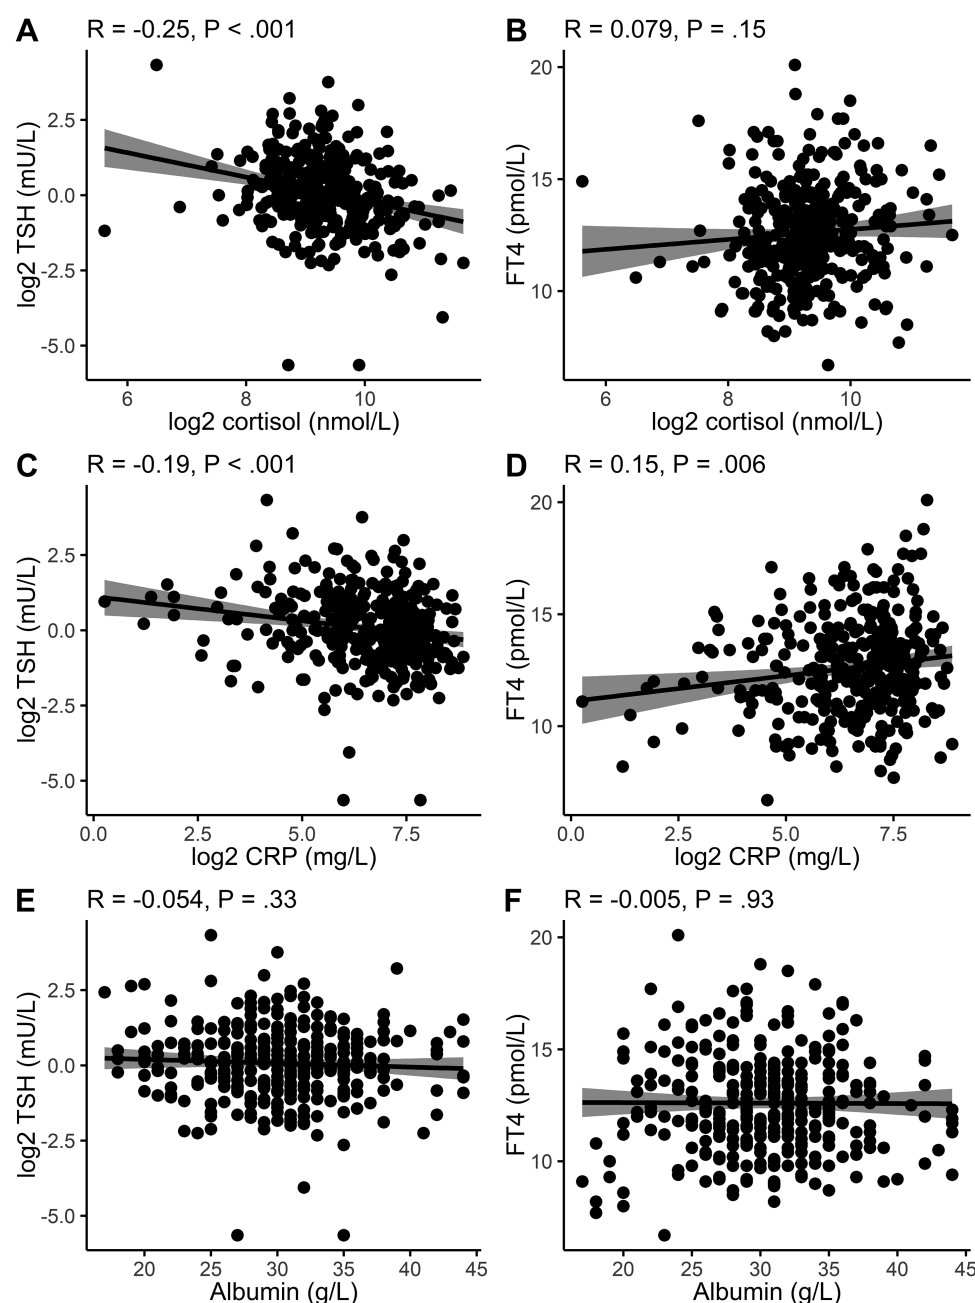 A R = -0.25, P < .001
log2 TSH (mU/L)
2.5
0.0
-2.5
-5.0
6 8 10
log2 cortisol (nmol/L)
B R = 0.079, P = .15
FT4 (pmol/L)
20
15
10
6 8 10
log2 cortisol (nmol/L)
C R = -0.19, P < .001
log2 TSH (mU/L)
2.5
0.0
-2.5
-5.0
0.0 2.5 5.0 7.5
log2 CRP (mg/L)
D R = 0.15, P = .006
FT4 (pmol/L)
20
15
10
0.0 2.5 5.0 7.5
log2 CRP (mg/L)
E R = -0.054, P = .33
log2 TSH (mU/L)
2.5
0.0
-2.5
-5.0
20 25 30 35 40 45
Albumin (g/L)
F R = -0.005, P = .93
FT4 (pmol/L)
20
15
10
20 25 30 35 40 45
Albumin (g/L)